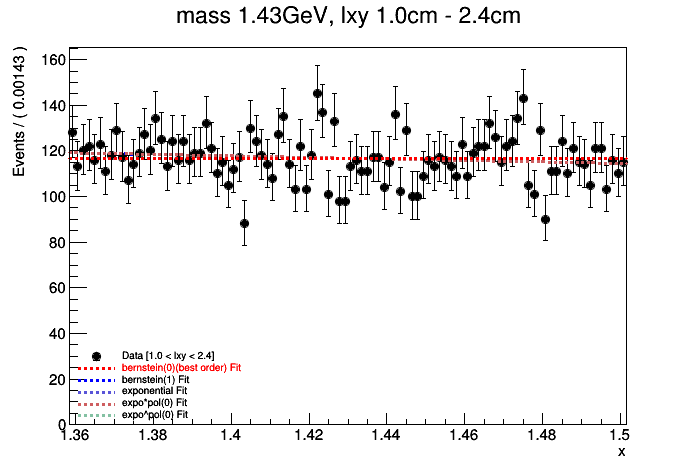 mass 1.43GeV, lxy 1.0cm - 2.4cm
Events / ( 0.00143 )
160
140
120
100
80
60
40
20
0
Data [1.0 < lxy < 2.4]
bernstein(0)(best order) Fit
bernstein(1) Fit
exponential Fit
expo*pol(0) Fit
expo^pol(0) Fit
1.36 1.38 1.4 1.42 1.44 1.46 1.48 1.5
x